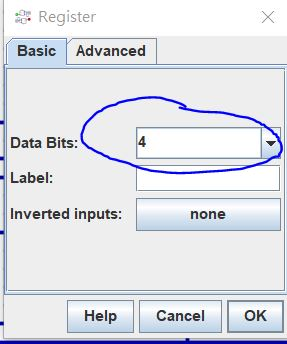 Register
Basic Advanced
Data Bits: 4
Label:
Inverted inputs: none
Help Cancel OK